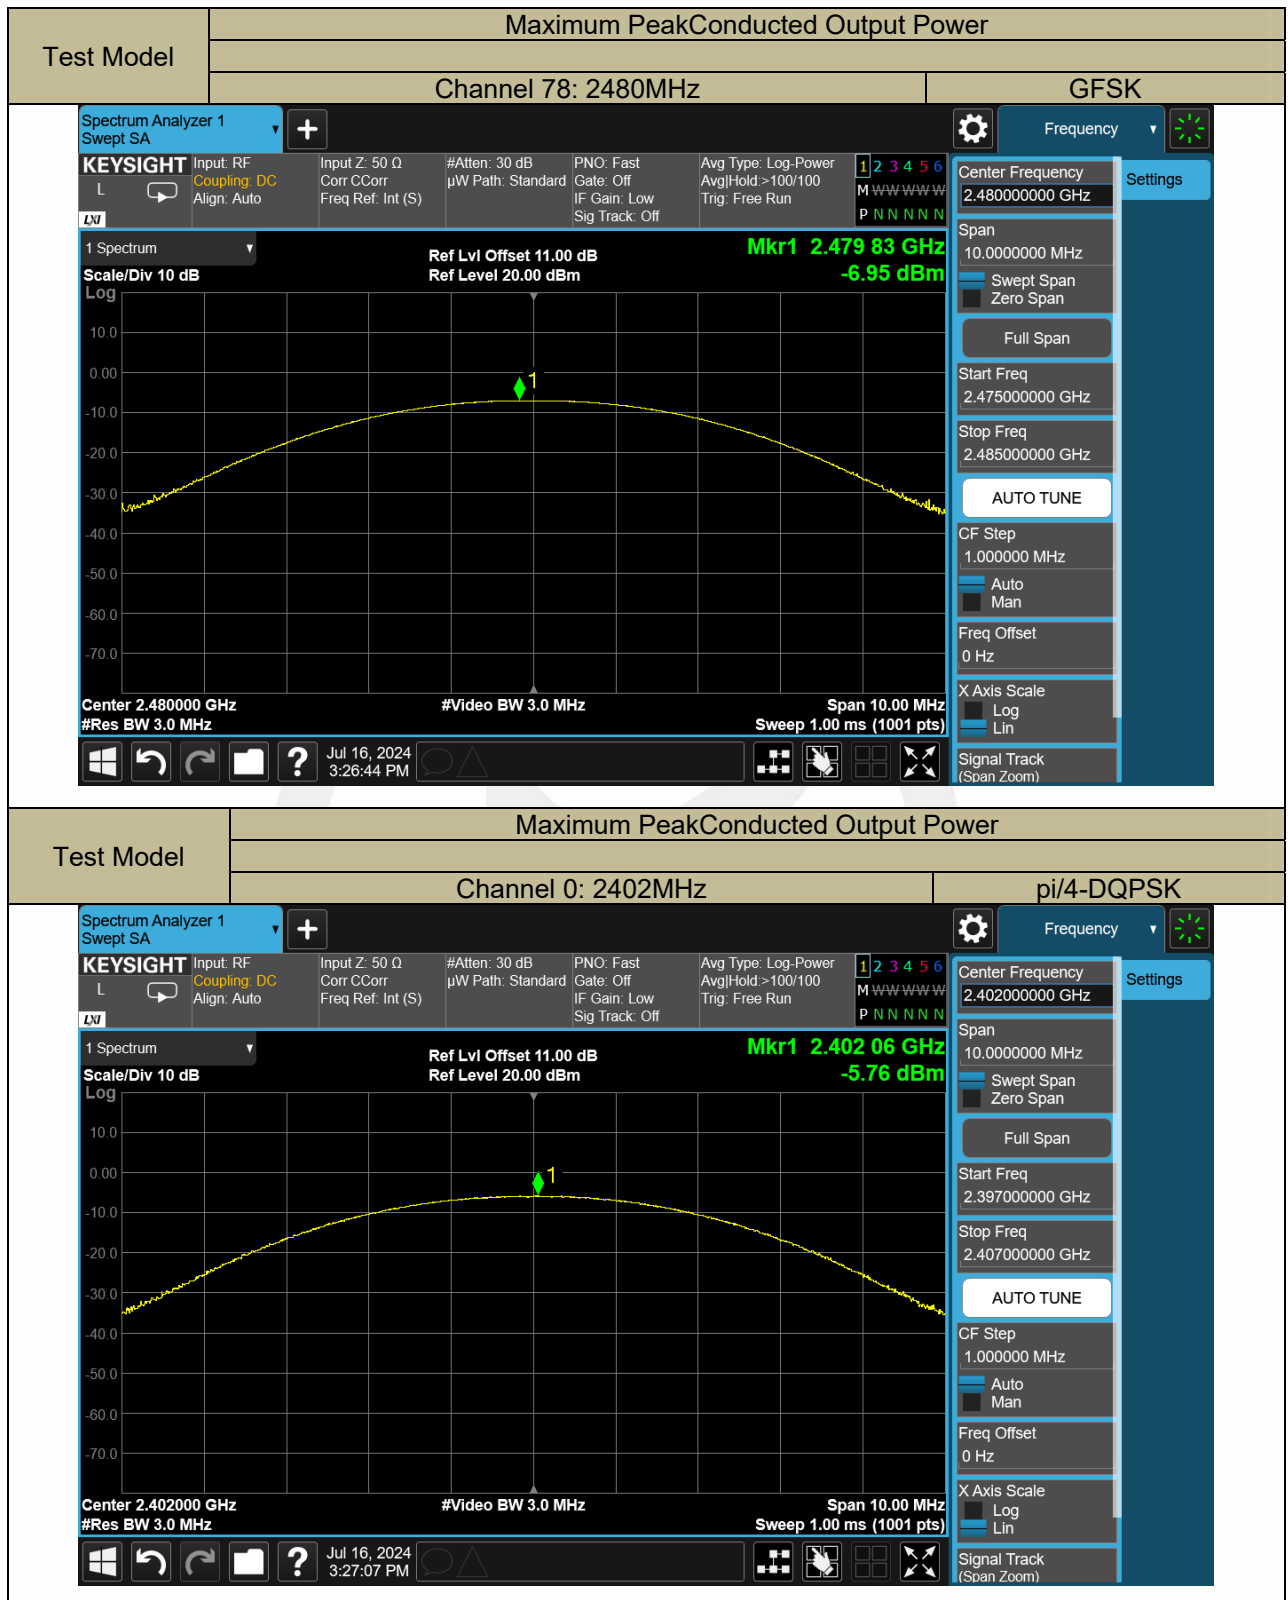 Test Model
Maximum PeakConducted Output Power
Channel 78: 2480MHz
GFSK
Spectrum Analyzer 1
Swept SA
Frequency
KEYSIGHT
L
LXI
Input: RF
Coupling: DC
Align: Auto
Input Z: 50 Ω
Corr CCorr
Freq Ref: Int (S)
#Atten: 30 dB
µW Path: Standard
PNO: Fast
Gate: Off
IF Gain: Low
Sig Track: Off
Avg Type: Log-Power
Avg|Hold:>100/100
Trig: Free Run
1 2 3 4 5 6
M W W W W W
P N N N N N
1 Spectrum
Scale/Div 10 dB
Ref Lvl Offset 11.00 dB
Ref Level 20.00 dBm
Mkr1 2.479 83 GHz
-6.95 dBm
Log
10.0
0.00
-10.0
-20.0
-30.0
-40.0
-50.0
-60.0
-70.0
1
Center 2.480000 GHz
#Res BW 3.0 MHz
#Video BW 3.0 MHz
Span 10.00 MHz
Sweep 1.00 ms (1001 pts)
Center Frequency
2.480000000 GHz
Settings
Span
10.0000000 MHz
Swept Span
Zero Span
Full Span
Start Freq
2.475000000 GHz
Stop Freq
2.485000000 GHz
AUTO TUNE
CF Step
1.000000 MHz
Auto
Man
Freq Offset
0 Hz
X Axis Scale
Log
Lin
Signal Track
(Span Zoom)
?
Jul 16, 2024
3:26:44 PM
Test Model
Maximum PeakConducted Output Power
Channel 0: 2402MHz
pi/4-DQPSK
Spectrum Analyzer 1
Swept SA
Frequency
KEYSIGHT
L
LXI
Input: RF
Coupling: DC
Align: Auto
Input Z: 50 Ω
Corr CCorr
Freq Ref: Int (S)
#Atten: 30 dB
µW Path: Standard
PNO: Fast
Gate: Off
IF Gain: Low
Sig Track: Off
Avg Type: Log-Power
Avg|Hold:>100/100
Trig: Free Run
1 2 3 4 5 6
M W W W W W
P N N N N N
1 Spectrum
Scale/Div 10 dB
Ref Lvl Offset 11.00 dB
Ref Level 20.00 dBm
Mkr1 2.402 06 GHz
-5.76 dBm
Log
10.0
0.00
-10.0
-20.0
-30.0
-40.0
-50.0
-60.0
-70.0
1
Center 2.402000 GHz
#Res BW 3.0 MHz
#Video BW 3.0 MHz
Span 10.00 MHz
Sweep 1.00 ms (1001 pts)
Center Frequency
2.402000000 GHz
Settings
Span
10.0000000 MHz
Swept Span
Zero Span
Full Span
Start Freq
2.397000000 GHz
Stop Freq
2.407000000 GHz
AUTO TUNE
CF Step
1.000000 MHz
Auto
Man
Freq Offset
0 Hz
X Axis Scale
Log
Lin
Signal Track
(Span Zoom)
?
Jul 16, 2024
3:27:07 PM